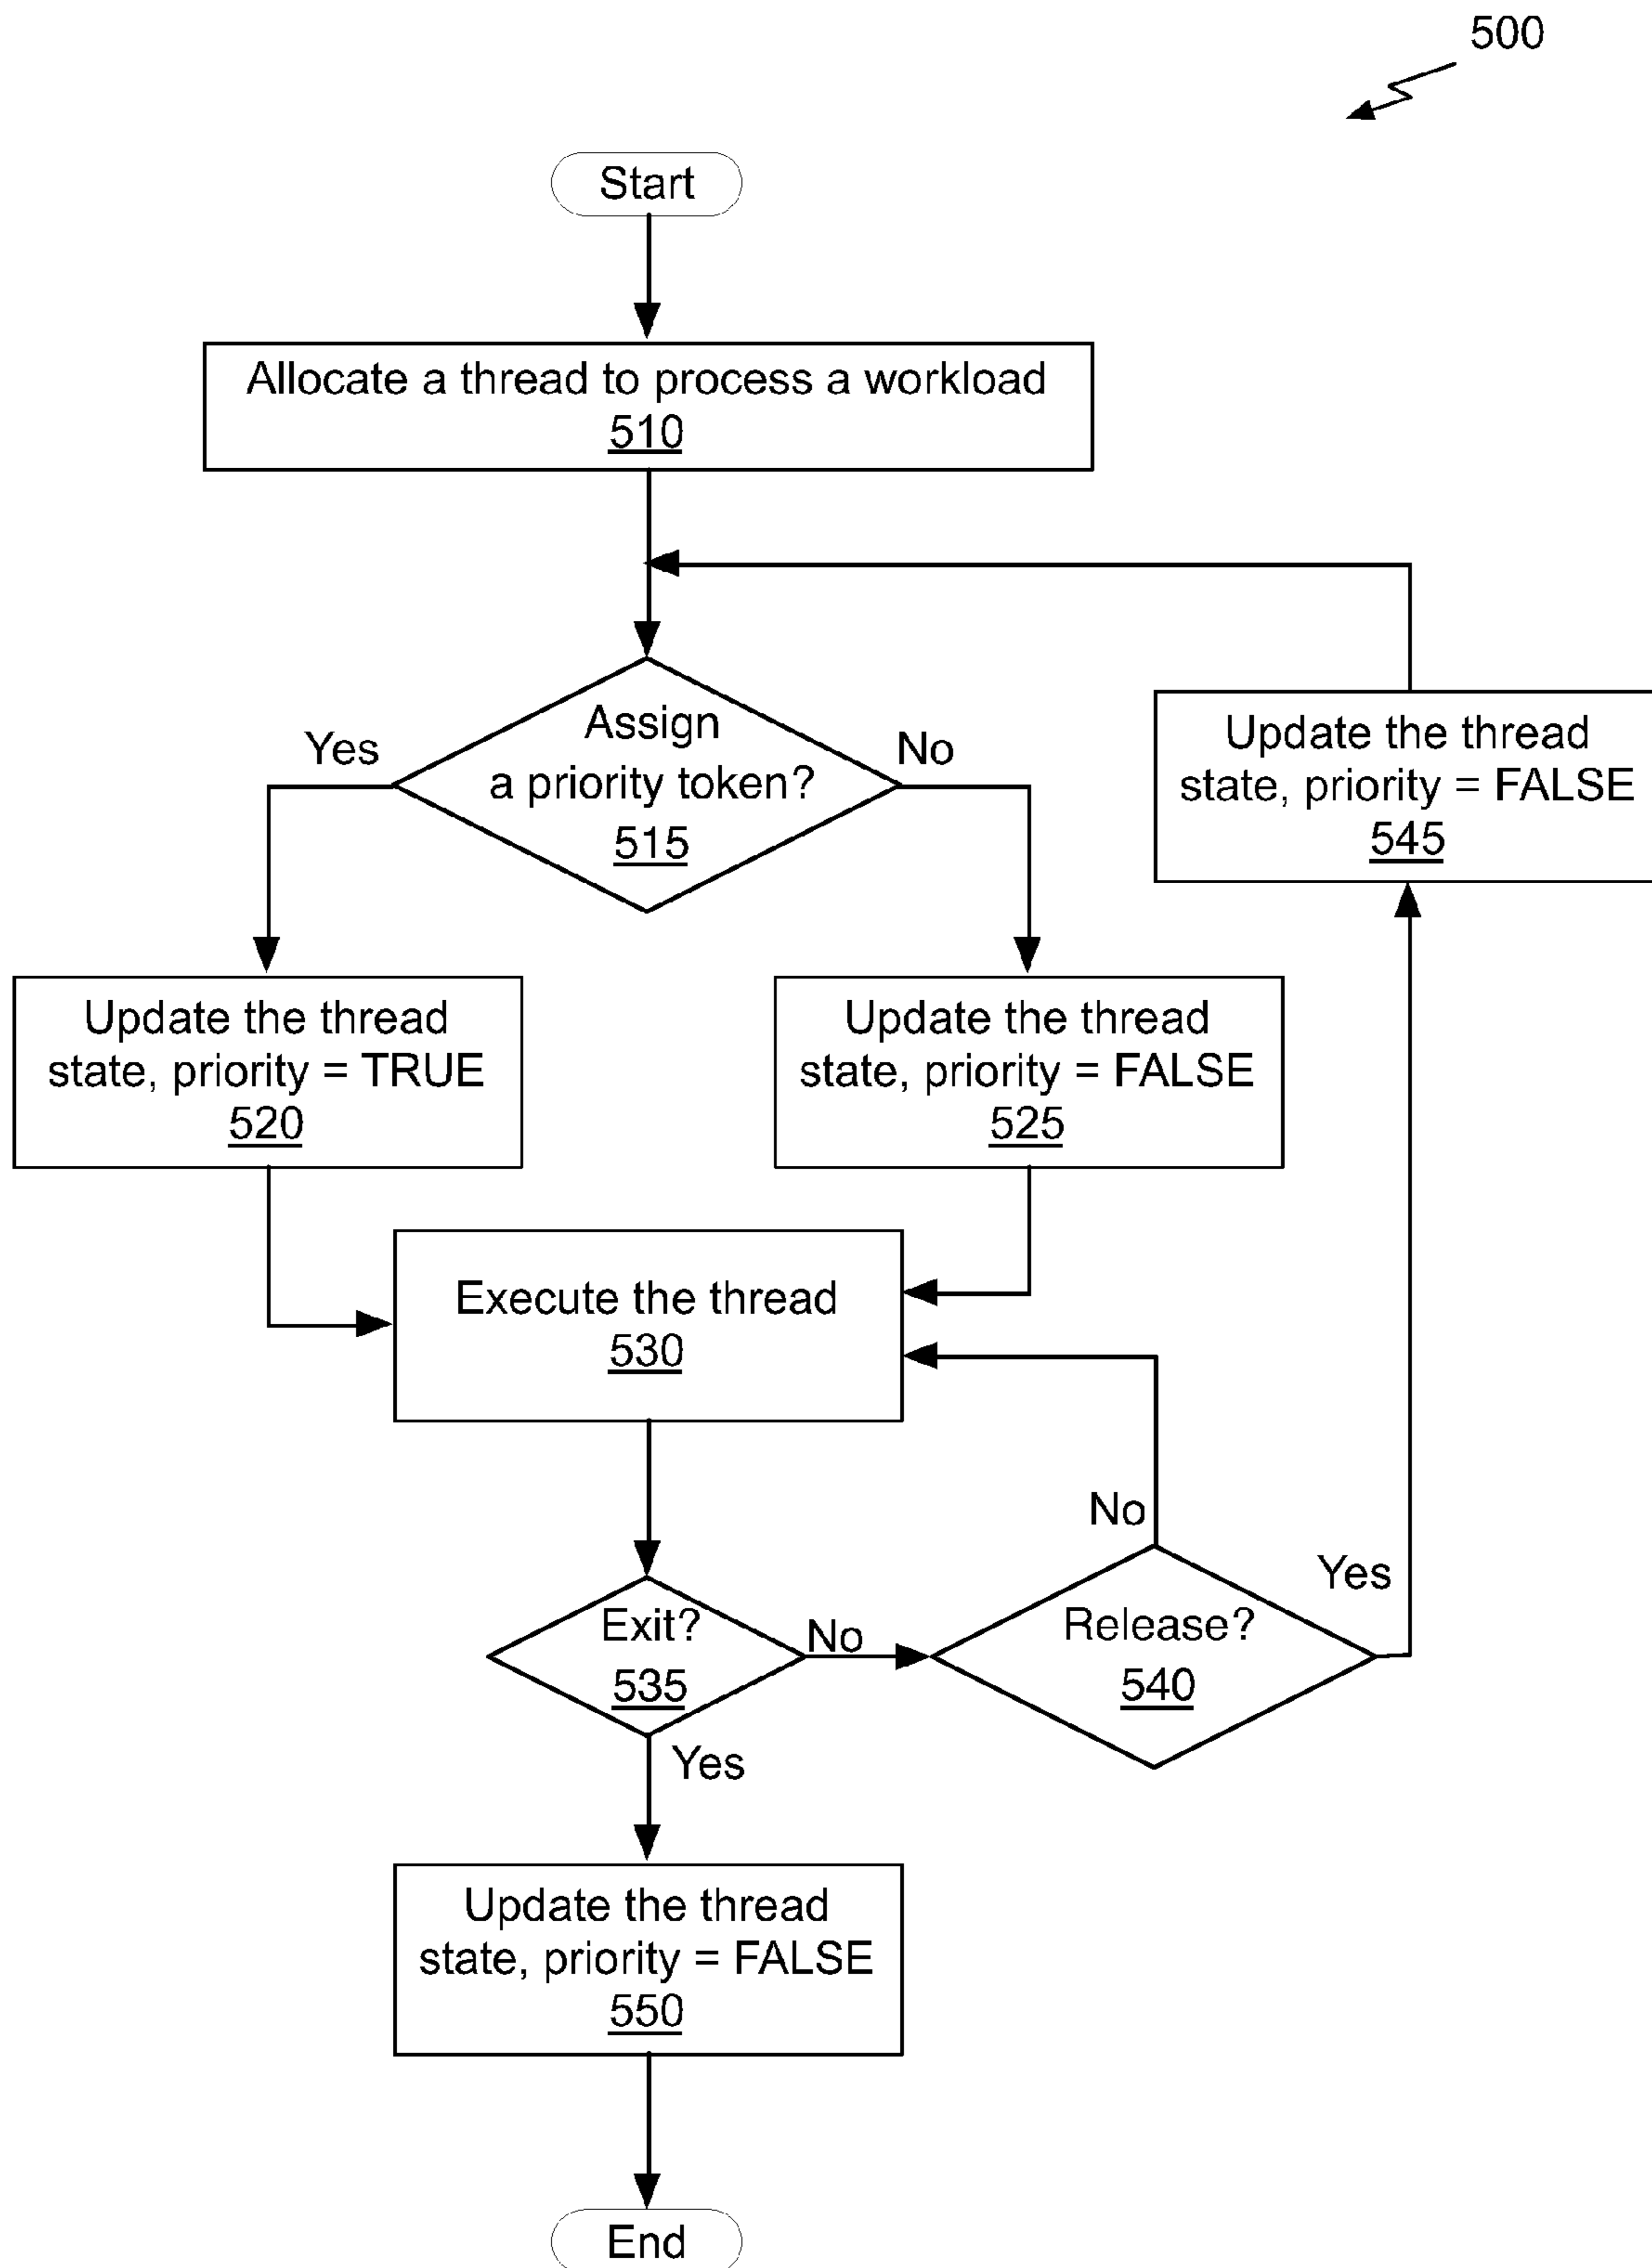 500
Start
Allocate a thread to process a workload
510
Assign
a priority token?
515
Yes
No
Update the thread
state, priority = FALSE
545
Update the thread
state, priority = TRUE
520
Update the thread
state, priority = FALSE
525
Execute the thread
530
No
Yes
Exit?
535
No
Release?
540
Yes
Update the thread
state, priority = FALSE
550
End